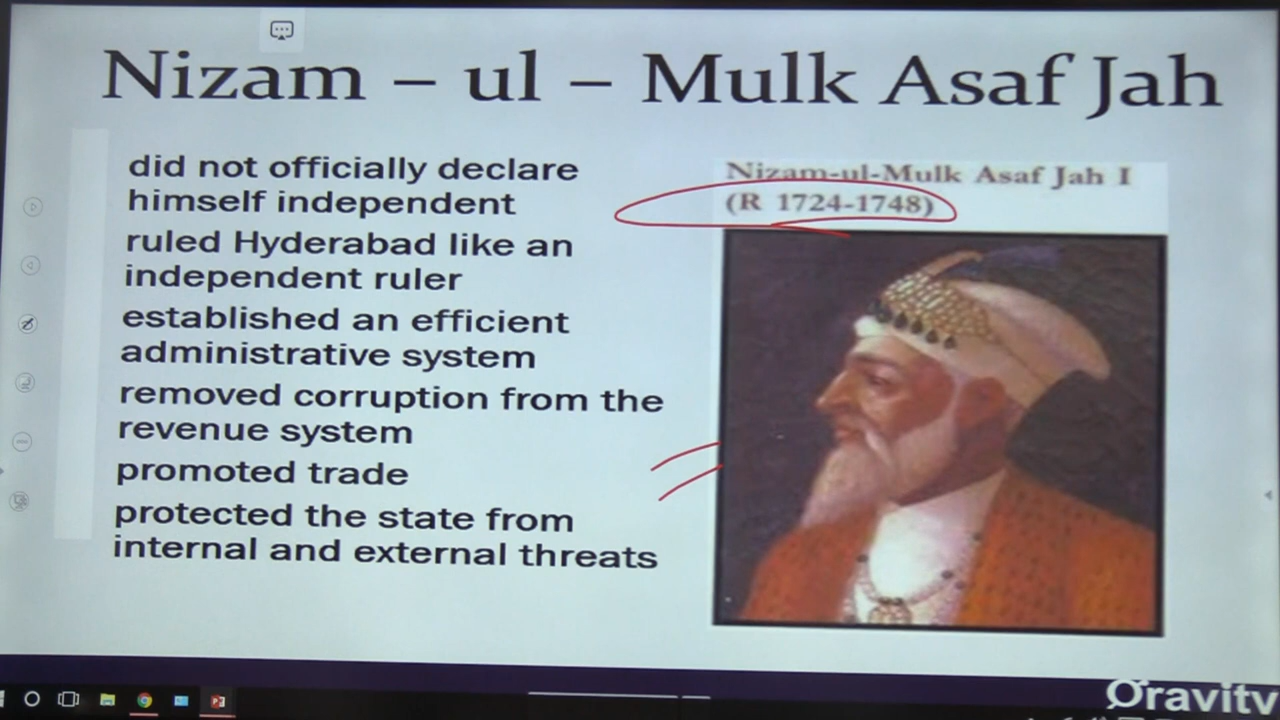 Nizam – ul – Mulk Asaf Jah
did not officially declare
himself independent
ruled Hyderabad like an
independent ruler
established an efficient
administrative system
removed corruption from the
revenue system
promoted trade
protected the state from
internal and external threats
Nizam-ul-Mulk Asaf Jah I
(R 1724-1748)
Gravity